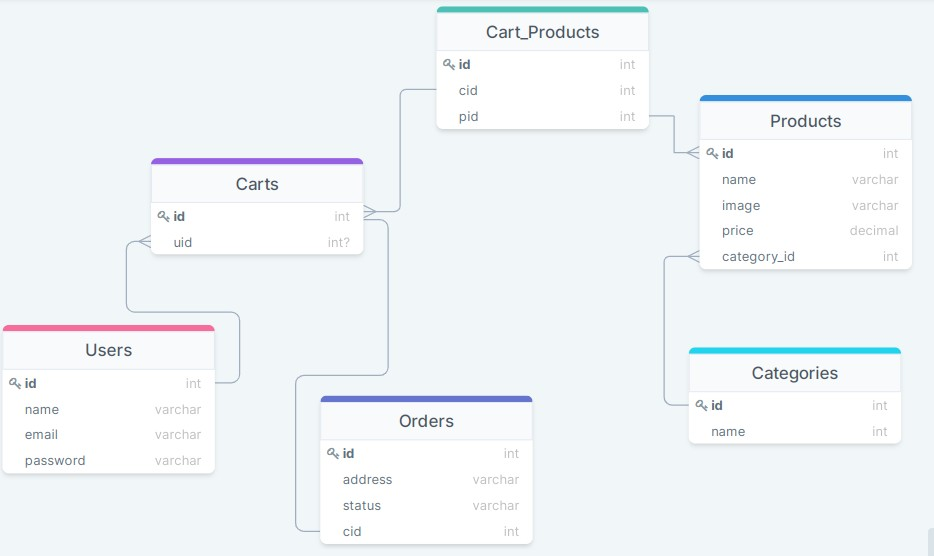 Cart_Products
id int
cid int
pid int
Products
id int
name varchar
image varchar
price decimal
category_id int
Carts
id int
uid int?
Users
id int
name varchar
email varchar
password varchar
Categories
id int
name int
Orders
id int
address varchar
status varchar
cid int